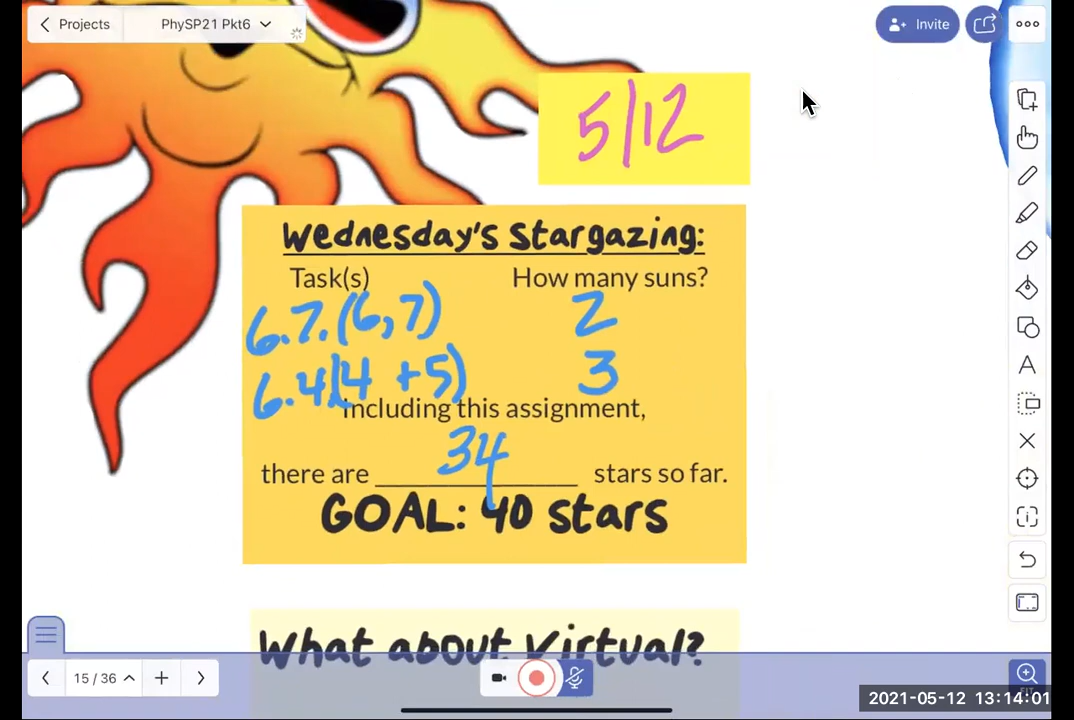 Projects PhySP21 Pkt6 Invite
5/12
Wednesday's Stargazing:
Task(s) How many suns?
6.7.(6,7) 2
6.4(4 +5) 3
Including this assignment,
there are 34 stars so far.
GOAL: 40 stars
What about Virtual?
15 / 36
FIT
2021-05-12 13:14:01